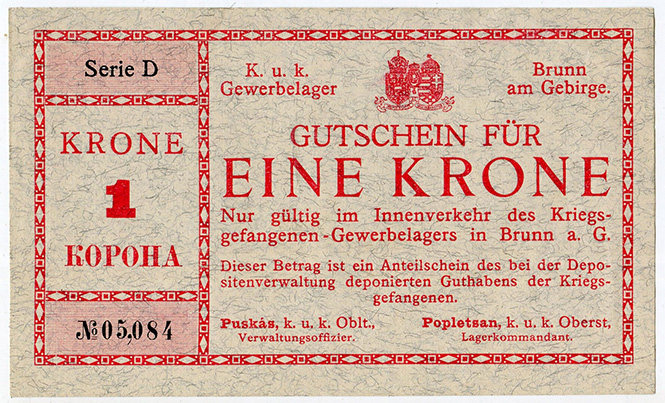 Serie D
KRONE
1
КОРОНА
№ 05,084
K. u. k.
Gewerbelager
Brunn
am Gebirge.
GUTSCHEIN FÜR
EINE KRONE
Nur gültig im Innenverkehr des Kriegs-
gefangenen-Gewerbelagers in Brunn a. G.
Dieser Betrag ist ein Anteilschein des bei der Depo-
sitenverwaltung deponierten Guthabens der Kriegs-
gefangenen.
Puskás, k. u. k. Oblt.,
Verwaltungsoffizier.
Popletsan, k. u. k. Oberst,
Lagerkommandant.